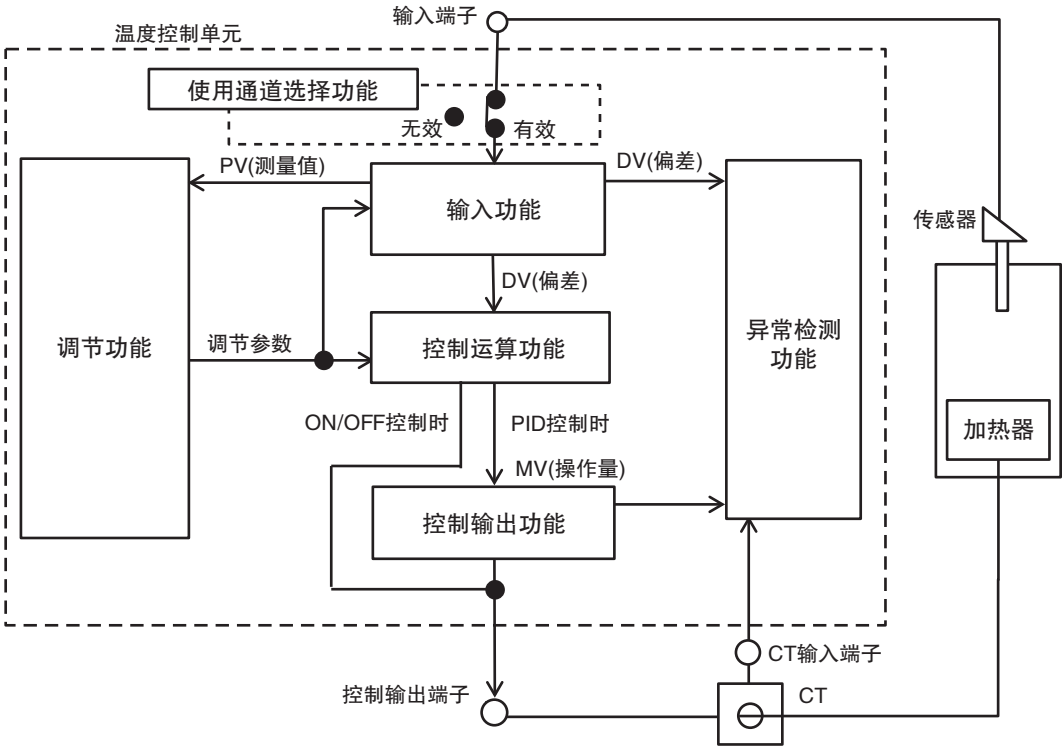 输入端子
温度控制单元
使用通道选择功能
无效
有效
PV(测量值)
DV(偏差)
输入功能
传感器
DV(偏差)
调节功能
调节参数
控制运算功能
异常检测
功能
ON/OFF控制时
PID控制时
加热器
MV(操作量)
控制输出功能
CT输入端子
控制输出端子
CT